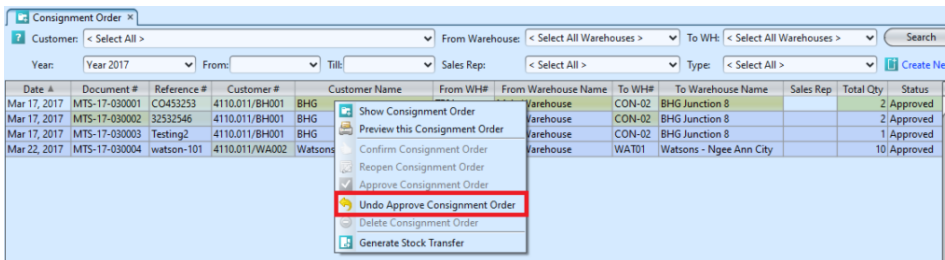 Consignment Order ×
? Customer: < Select All > From Warehouse: < Select All Warehouses > To WH: < Select All Warehouses > Search
Year: Year 2017 From: Till: Sales Rep: < Select All > Type: < Select All > Create Ne
Date Document # Reference # Customer # Customer Name From WH# From Warehouse Name To WH# To Warehouse Name Sales Rep Total Qty Status
Mar 17, 2017 MTS-17-030001 CO453253 4110.011/BH001 BHG Warehouse CON-02 BHG Junction 8 2 Approved
Mar 17, 2017 MTS-17-030002 32532546 4110.011/BH001 BHG Warehouse CON-02 BHG Junction 8 2 Approved
Mar 17, 2017 MTS-17-030003 Testing2 4110.011/BH001 BHG Warehouse CON-02 BHG Junction 8 1 Approved
Mar 22, 2017 MTS-17-030004 watson-101 4110.011/WA002 Watsons Warehouse WAT01 Watsons - Ngee Ann City 10 Approved
Show Consignment Order
Preview this Consignment Order
Confirm Consignment Order
Reopen Consignment Order
Approve Consignment Order
Undo Approve Consignment Order
Delete Consignment Order
Generate Stock Transfer